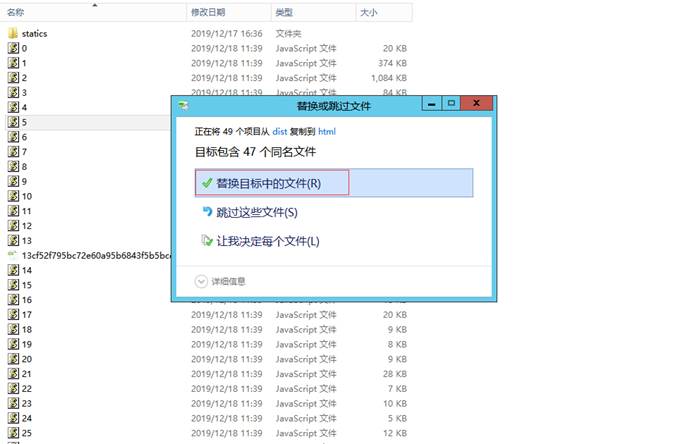 名称 修改日期 类型 大小
statics 2019/12/17 16:36 文件夹
0 2019/12/18 11:39 JavaScript 文件 20 KB
1 2019/12/18 11:39 JavaScript 文件 374 KB
2 2019/12/18 11:39 JavaScript 文件 1,084 KB
3 2019/12/18 11:39 JavaScript 文件 84 KB
4
5
6
7
8
9
10
11
12
13
13cf52f795bc72e60a95b6843f5b5bc
14
15
16
替换或跳过文件
正在将 49 个项目从 dist 复制到 html
目标包含 47 个同名文件
替换目标中的文件(R)
跳过这些文件(S)
让我决定每个文件(L)
详细信息
17 2019/12/18 11:39 JavaScript 文件 20 KB
18 2019/12/18 11:39 JavaScript 文件 9 KB
19 2019/12/18 11:39 JavaScript 文件 8 KB
20 2019/12/18 11:39 JavaScript 文件 9 KB
21 2019/12/18 11:39 JavaScript 文件 28 KB
22 2019/12/18 11:39 JavaScript 文件 7 KB
23 2019/12/18 11:39 JavaScript 文件 10 KB
24 2019/12/18 11:39 JavaScript 文件 5 KB
25 2019/12/18 11:39 JavaScript 文件 12 KB